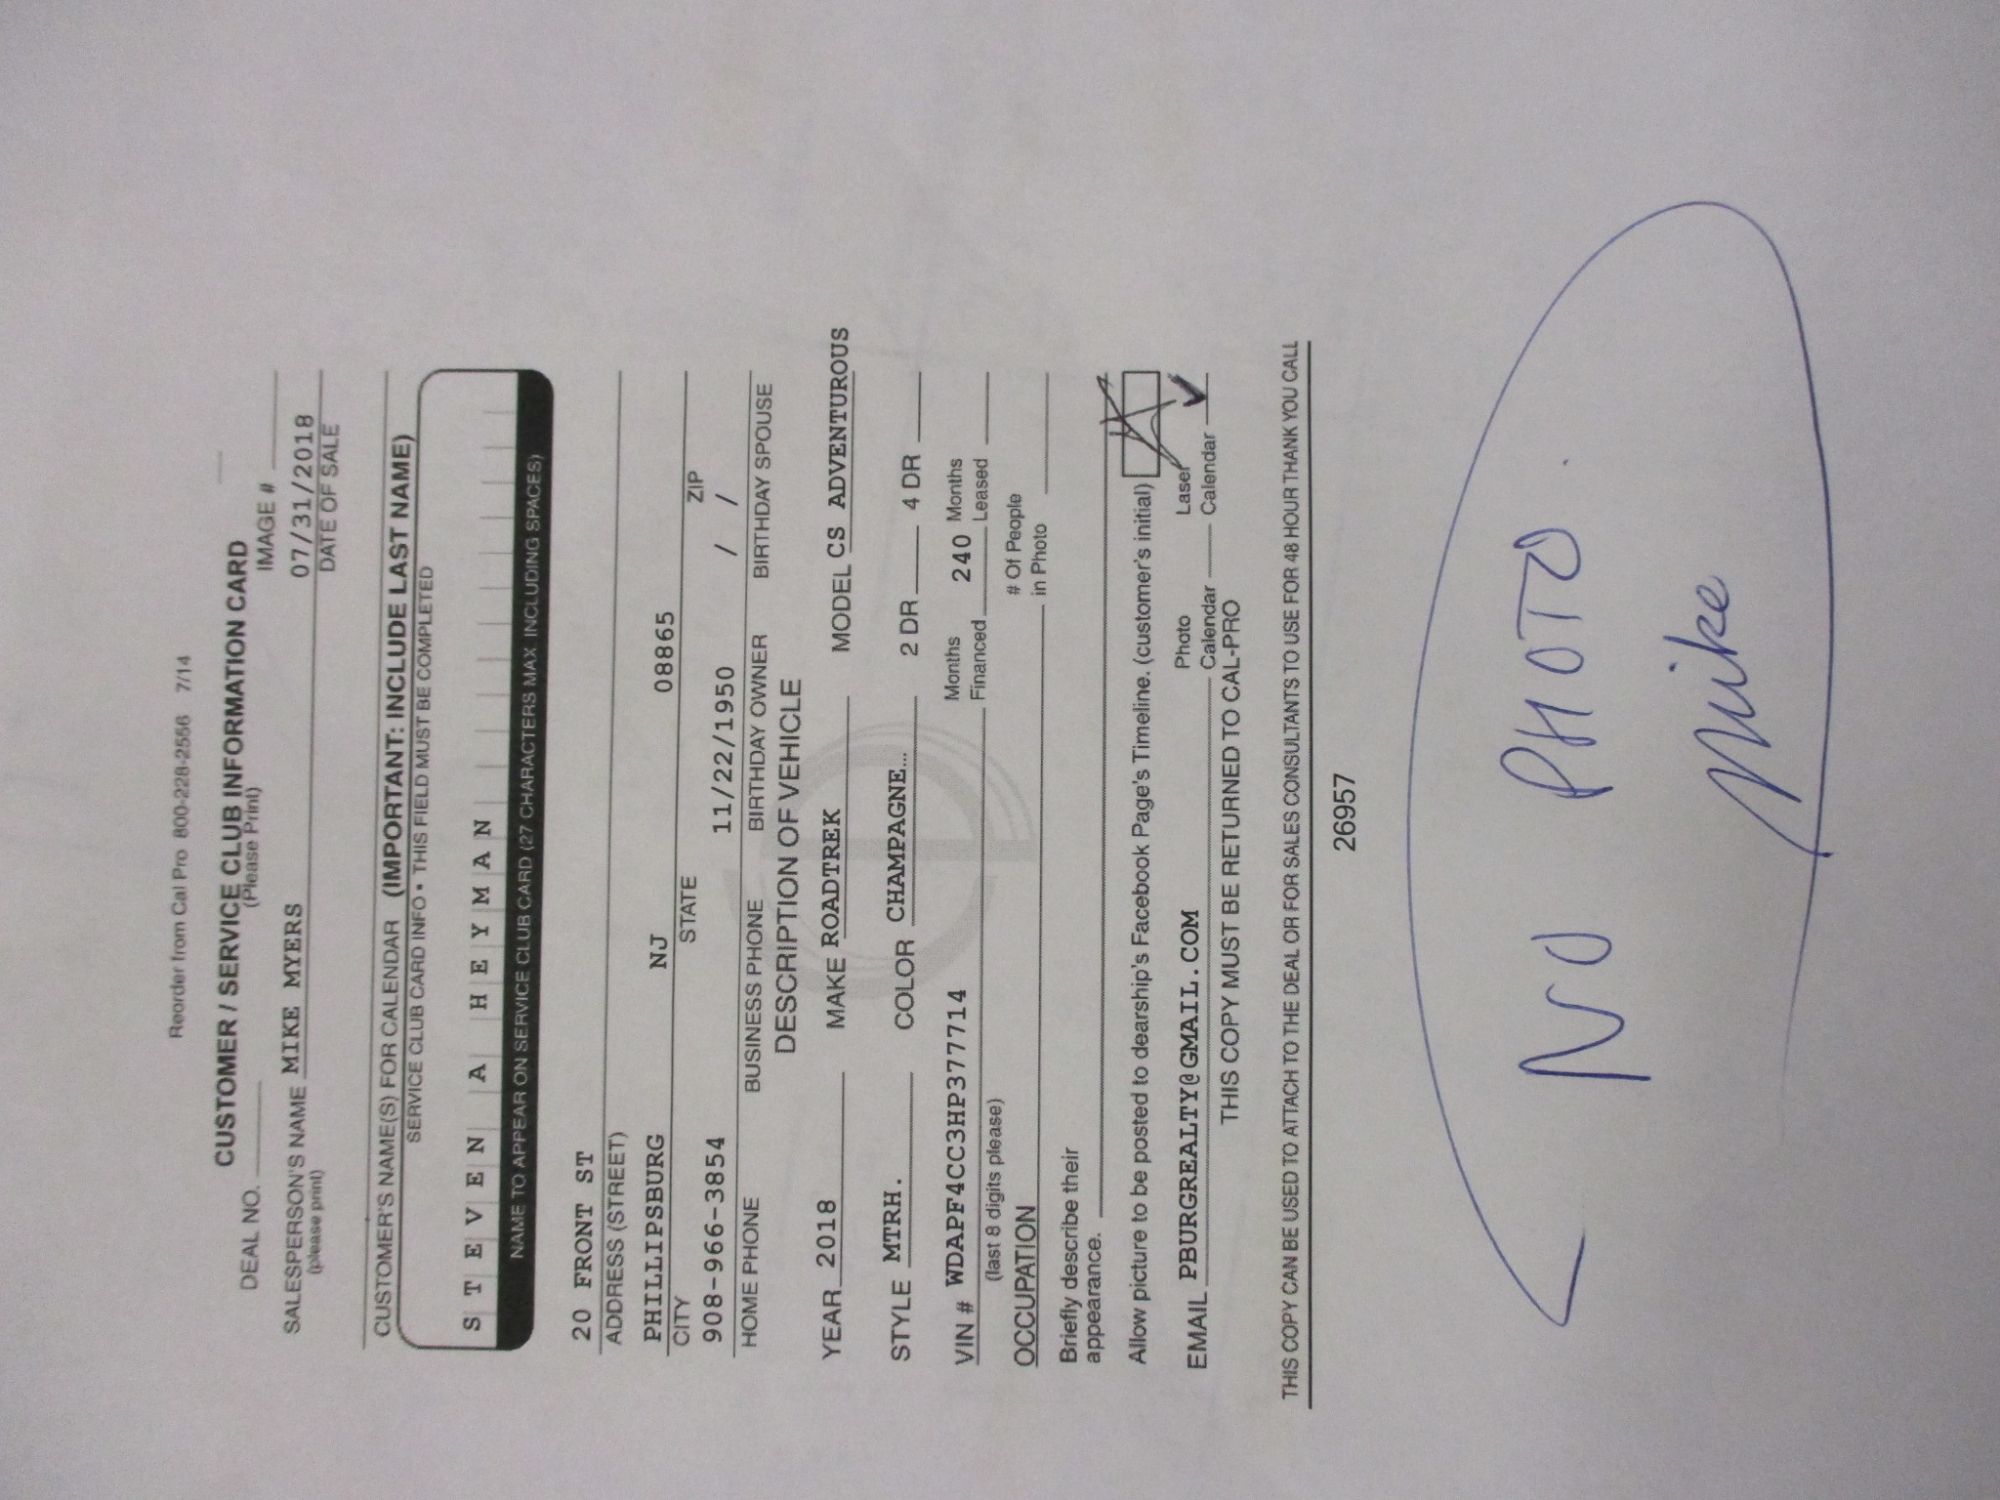 Reorder from Cal Pro 800-228-2556 7/14
CUSTOMER / SERVICE CLUB INFORMATION CARD
(Please Print)
DEAL NO. IMAGE #
SALESPERSON'S NAME MIKE MYERS 07/31/2018
(please print) DATE OF SALE
CUSTOMER'S NAME(S) FOR CALENDAR (IMPORTANT: INCLUDE LAST NAME)
SERVICE CLUB CARD INFO • THIS FIELD MUST BE COMPLETED
STEVEN A HEYMAN
NAME TO APPEAR ON SERVICE CLUB CARD (27 CHARACTERS MAX INCLUDING SPACES)
20 FRONT ST
ADDRESS (STREET)
PHILLIPSBURG NJ 08865
CITY STATE ZIP
908-966-3854 11/22/1950 / /
HOME PHONE BUSINESS PHONE BIRTHDAY OWNER BIRTHDAY SPOUSE
DESCRIPTION OF VEHICLE
YEAR 2018 MAKE ROADTREK MODEL CS ADVENTUROUS
STYLE MTRH. COLOR CHAMPAGNE... 2 DR 4 DR
VIN # WDAPF4CC3HP377714 Months Financed 240 Months Leased
(last 8 digits please)
OCCUPATION # Of People in Photo
Briefly describe their
appearance.
Allow picture to be posted to dearship's Facebook Page's Timeline. (customer's initial)
EMAIL PBURGREALTY@GMAIL.COM Photo Calendar Laser Calendar
THIS COPY MUST BE RETURNED TO CAL-PRO
THIS COPY CAN BE USED TO ATTACH TO THE DEAL OR FOR SALES CONSULTANTS TO USE FOR 48 HOUR THANK YOU CALL
26957
NO PHOTO
Mike